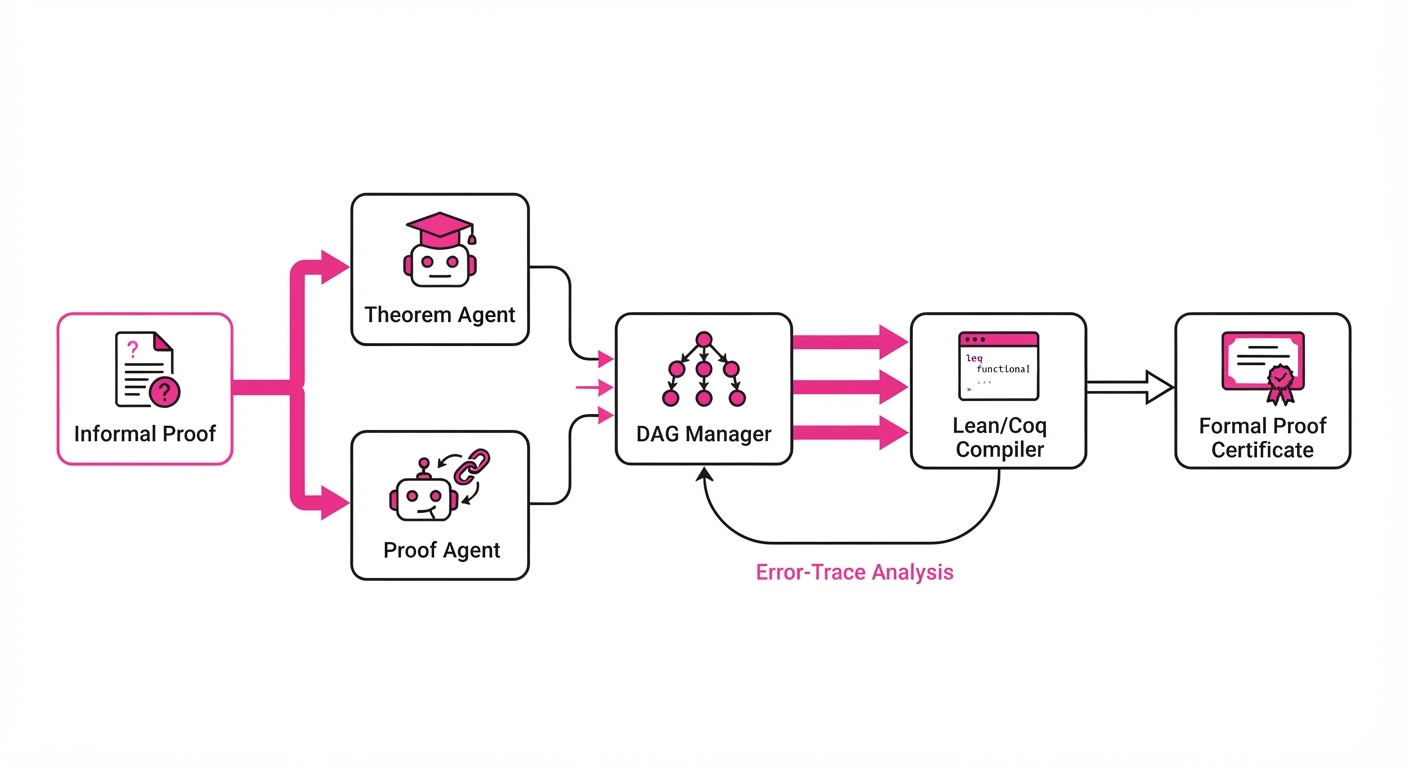 ?
?
Informal Proof
Theorem Agent
Proof Agent
DAG Manager
leq
functional
>
Lean/Coq
Compiler
Formal Proof
Certificate
Error-Trace Analysis